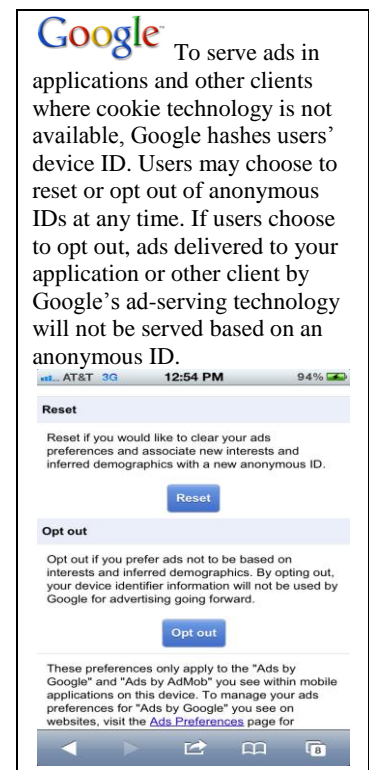 Google To serve ads in
applications and other clients
where cookie technology is not
available, Google hashes users'
device ID. Users may choose to
reset or opt out of anonymous
IDs at any time. If users choose
to opt out, ads delivered to your
application or other client by
Google's ad-serving technology
will not be served based on an
anonymous ID.
AT&T 3G 12:54 PM 94%
Reset
Reset if you would like to clear your ads
preferences and associate new interests and
inferred demographics with a new anonymous ID.
Reset
Opt out
Opt out if you prefer ads not to be based on
interests and inferred demographics. By opting out,
your device identifier information will not be used by
Google for advertising going forward.
Opt out
These preferences only apply to the "Ads by
Google" and "Ads by AdMob" you see within mobile
applications on this device. To manage your ads
preferences for "Ads by Google" you see on
websites, visit the Ads Preferences page for
8